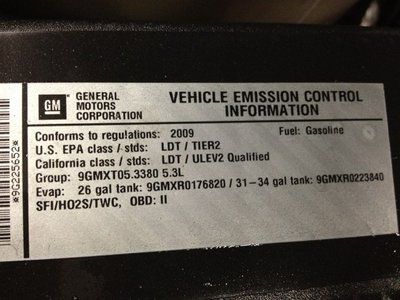 GM
GENERAL
MOTORS
CORPORATION
VEHICLE EMISSION CONTROL
INFORMATION
Conforms to regulations: 2009
Fuel: Gasoline
U.S. EPA class / stds: LDT / TIER2
California class / stds: LDT / ULEV2 Qualified
Group: 9GMXT05.3380 5.3L
Evap: 26 gal tank: 9GMXR0176820 / 31-34 gal tank: 9GMXR0223840
SFI/HO2S/TWC, OBD: II
*9G225652*